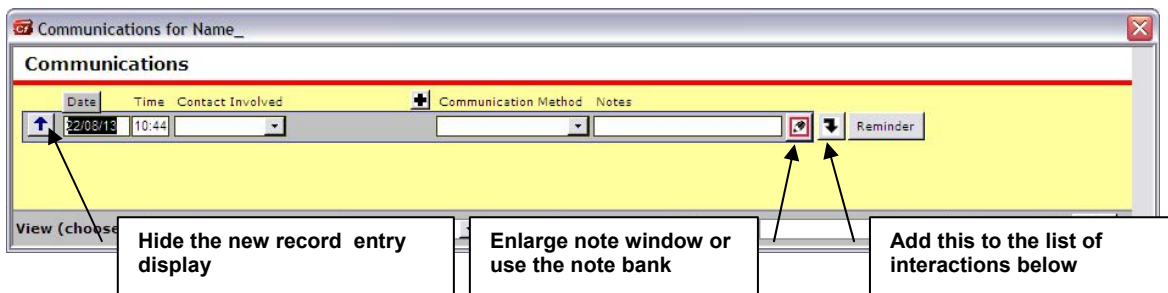 Communications for Name_
Communications
Date Time Contact Involved Communication Method Notes
22/08/13 10:44 Reminder
View (choose
Hide the new record entry
display
Enlarge note window or
use the note bank
Add this to the list of
interactions below